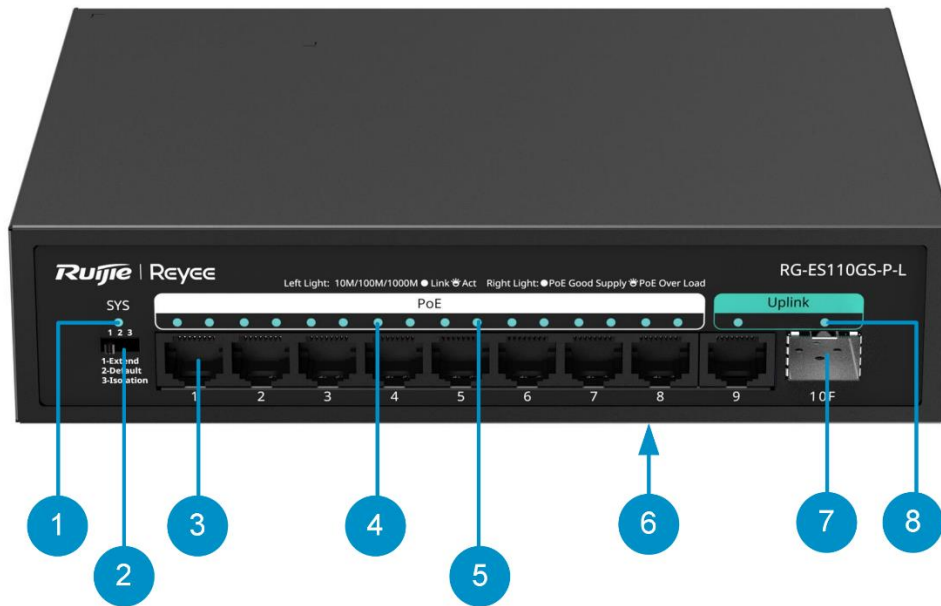 Ruijie | Reyee
RG-ES110GS-P-L
Left Light: 10M/100M/1000M Link Act Right Light: PoE Good Supply PoE Over Load
SYS
PoE
Uplink
1 2 3
1-Extend
2-Default
3-Isolation
1 2 3 4 5 6 7 8 9 10F
1 2 3 4 5 6 7 8